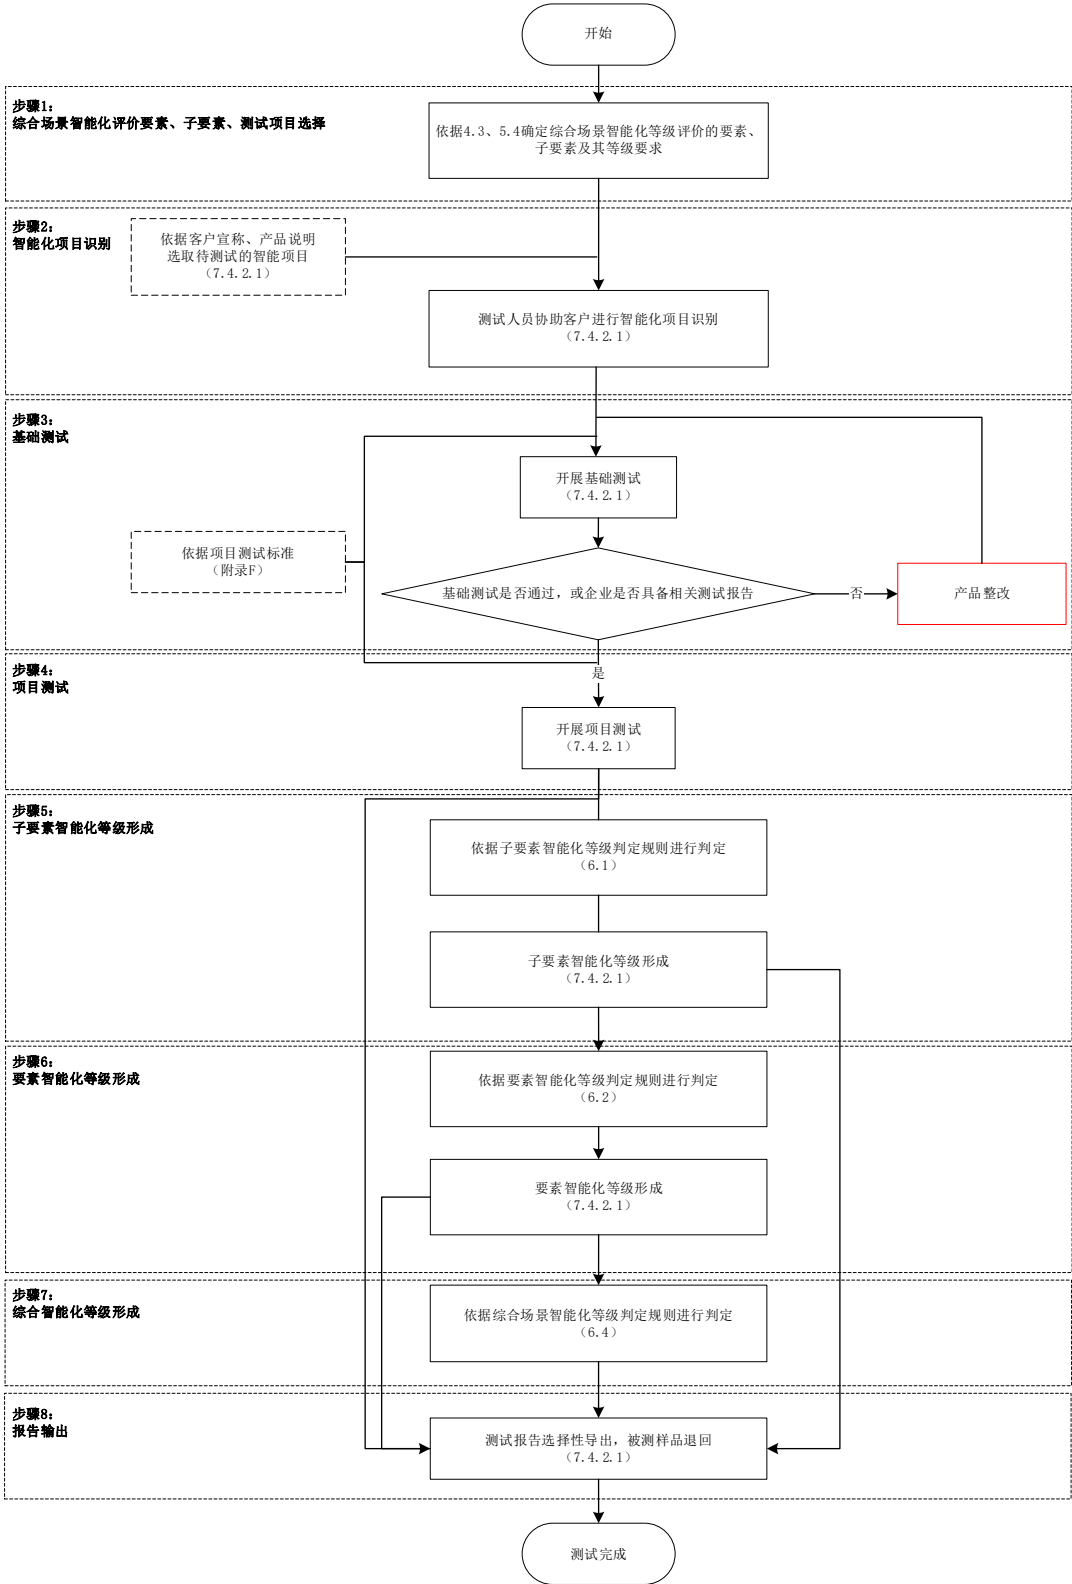 开始
步骤1:
综合场景智能化评价要素、子要素、测试项目选择
依据4.3、5.4确定综合场景智能化等级评价的要素、
子要素及其等级要求
步骤2:
智能化项目识别
依据客户宣称、产品说明
选取待测试的智能项目
（7.4.2.1）
测试人员协助客户进行智能化项目识别
（7.4.2.1）
步骤3:
基础测试
开展基础测试
（7.4.2.1）
依据项目测试标准
（附录F）
基础测试是否通过，或企业是否具备相关测试报告
否
产品整改
步骤4:
项目测试
是
开展项目测试
（7.4.2.1）
步骤5:
子要素智能化等级形成
依据子要素智能化等级判定规则进行判定
（6.1）
子要素智能化等级形成
（7.4.2.1）
步骤6:
要素智能化等级形成
依据要素智能化等级判定规则进行判定
（6.2）
要素智能化等级形成
（7.4.2.1）
步骤7:
综合智能化等级形成
依据综合场景智能化等级判定规则进行判定
（6.4）
步骤8:
报告输出
测试报告选择性导出，被测样品退回
（7.4.2.1）
测试完成